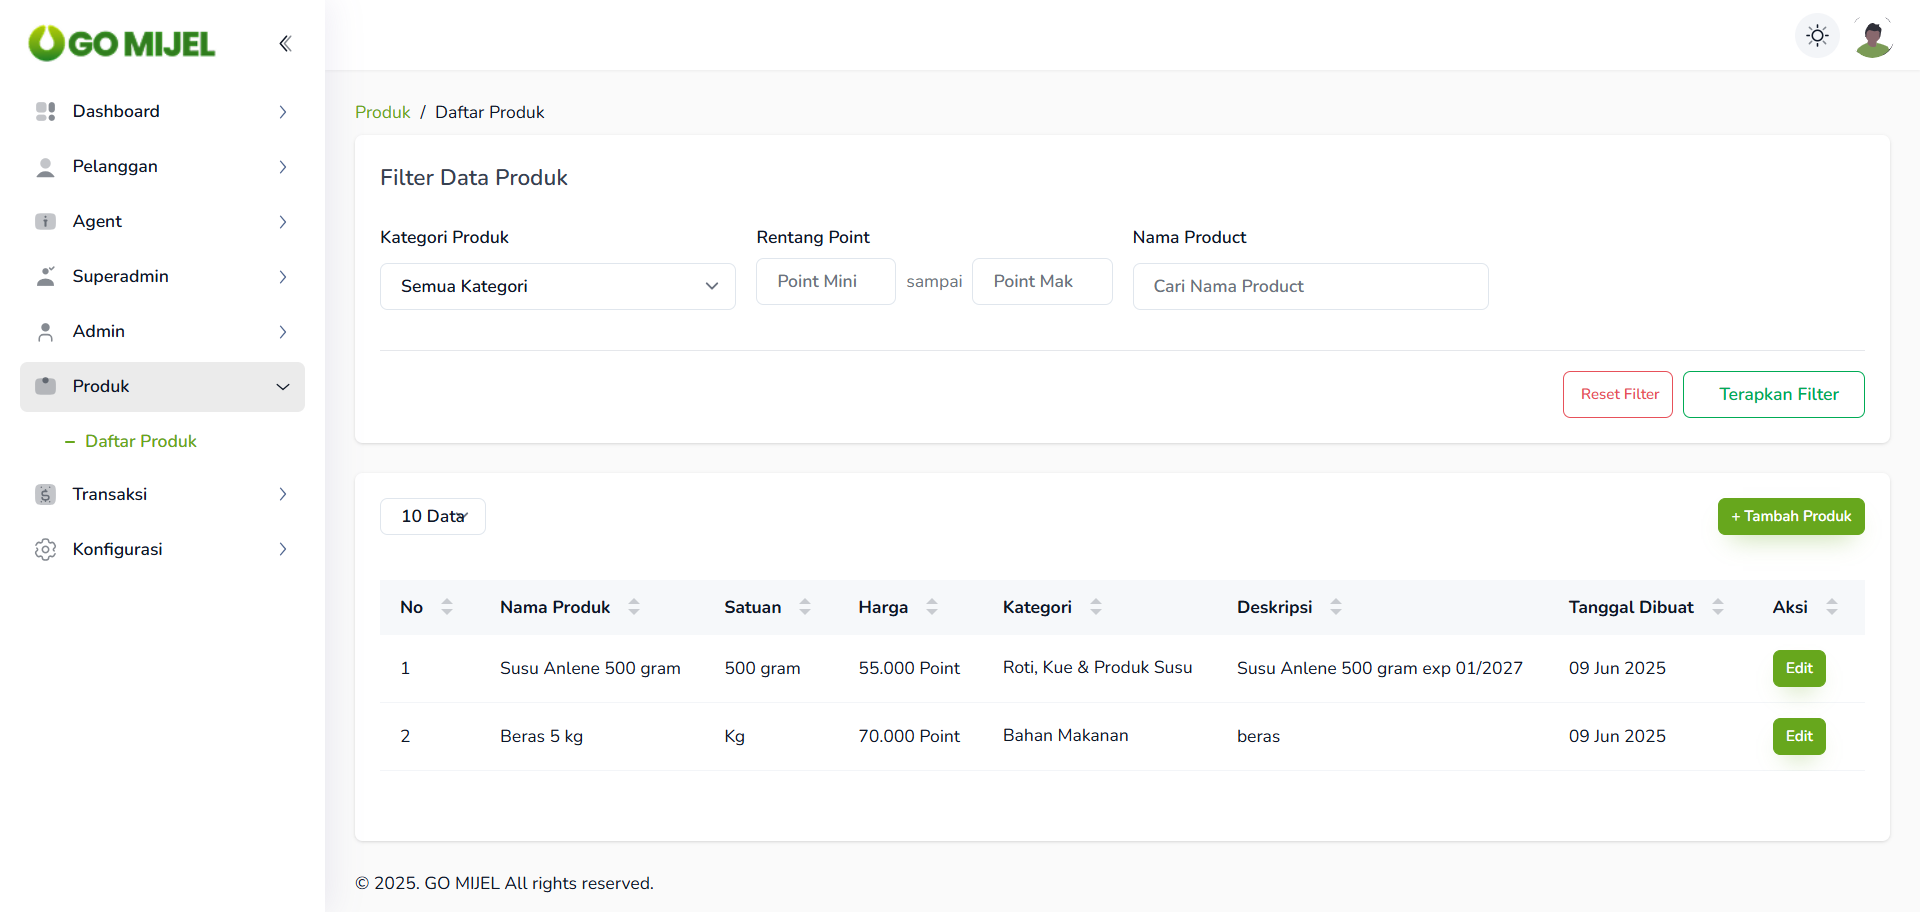 GO MIJEL
Dashboard
Pelanggan
Agent
Superadmin
Admin
Produk
Daftar Produk
Transaksi
Konfigurasi
Produk / Daftar Produk
Filter Data Produk
Kategori Produk Rentang Point Nama Product
Semua Kategori Point Mini sampai Point Mak Cari Nama Product
Reset Filter Terapkan Filter
10 Data + Tambah Produk
No Nama Produk Satuan Harga Kategori Deskripsi Tanggal Dibuat Aksi
1 Susu Anlene 500 gram 500 gram 55.000 Point Roti, Kue & Produk Susu Susu Anlene 500 gram exp 01/2027 09 Jun 2025 Edit
2 Beras 5 kg Kg 70.000 Point Bahan Makanan beras 09 Jun 2025 Edit
© 2025. GO MIJEL All rights reserved.